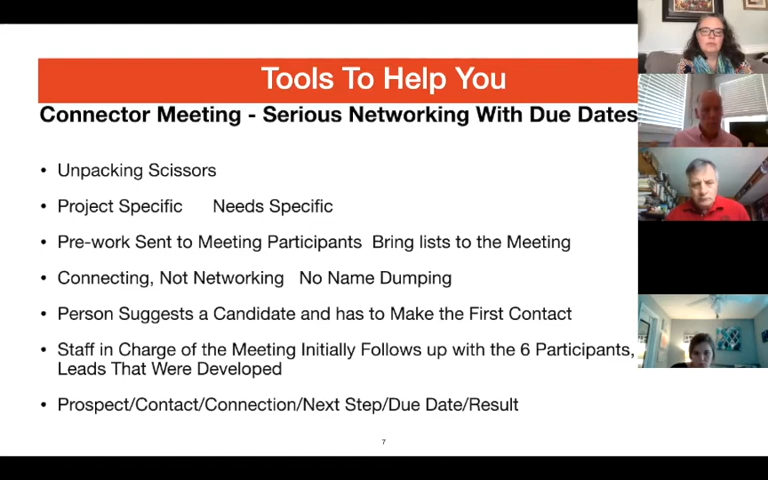 Tools To Help You
Connector Meeting - Serious Networking With Due Dates
• Unpacking Scissors
• Project Specific Needs Specific
• Pre-work Sent to Meeting Participants Bring lists to the Meeting
• Connecting, Not Networking No Name Dumping
• Person Suggests a Candidate and has to Make the First Contact
• Staff in Charge of the Meeting Initially Follows up with the 6 Participants,
Leads That Were Developed
• Prospect/Contact/Connection/Next Step/Due Date/Result
7